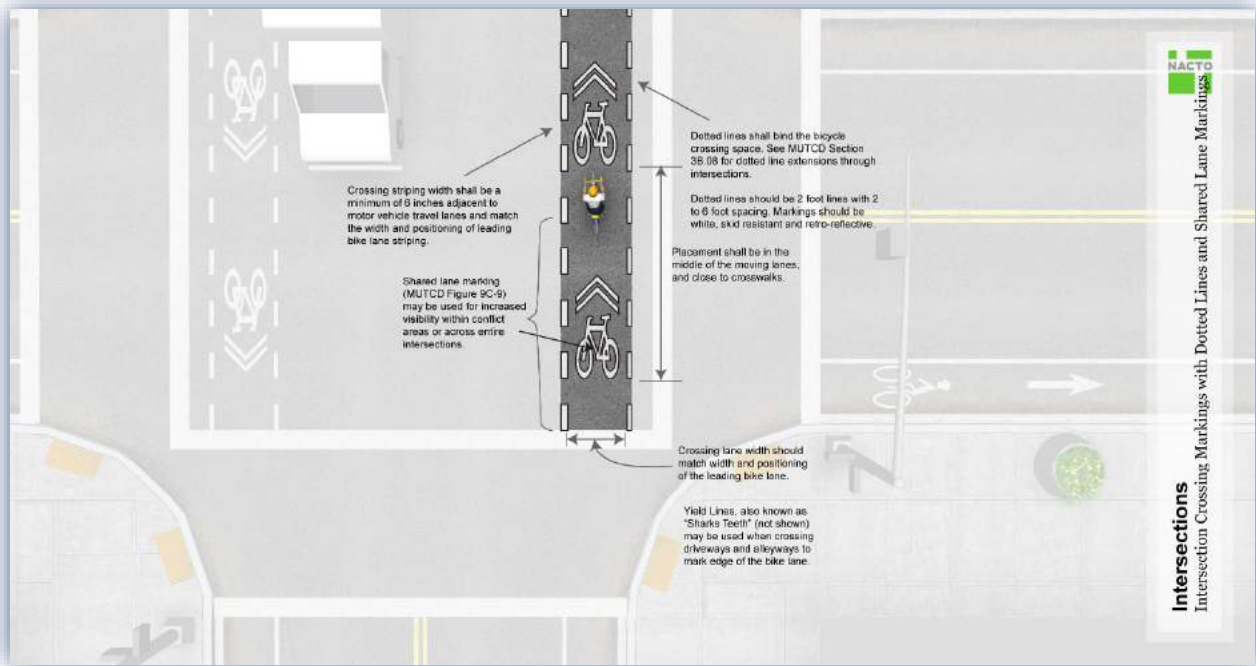 NACTO
Intersections
Intersection Crossing Markings with Dotted Lines and Shared Lane Markings
Dotted lines shall bind the bicycle
crossing space. See MUTCD Section
3B.08 for dotted line extensions through
intersections.
Dotted lines should be 2 foot lines with 2
to 6 foot spacing. Markings should be
white, skid resistant and retro-reflective.
Crossing striping width shall be a
minimum of 6 inches adjacent to
motor vehicle travel lanes and match
the width and positioning of leading
bike lane striping.
Placement shall be in the
middle of the moving lanes,
and close to crosswalks.
Shared lane marking
(MUTCD Figure 9C-9)
may be used for increased
visibility within conflict
areas or across entire
intersections.
Crossing lane width should
match width and positioning
of the leading bike lane.
Yield Lines, also known as
"Sharks Teeth" (not shown)
may be used when crossing
driveways and alleyways to
mark edge of the bike lane.